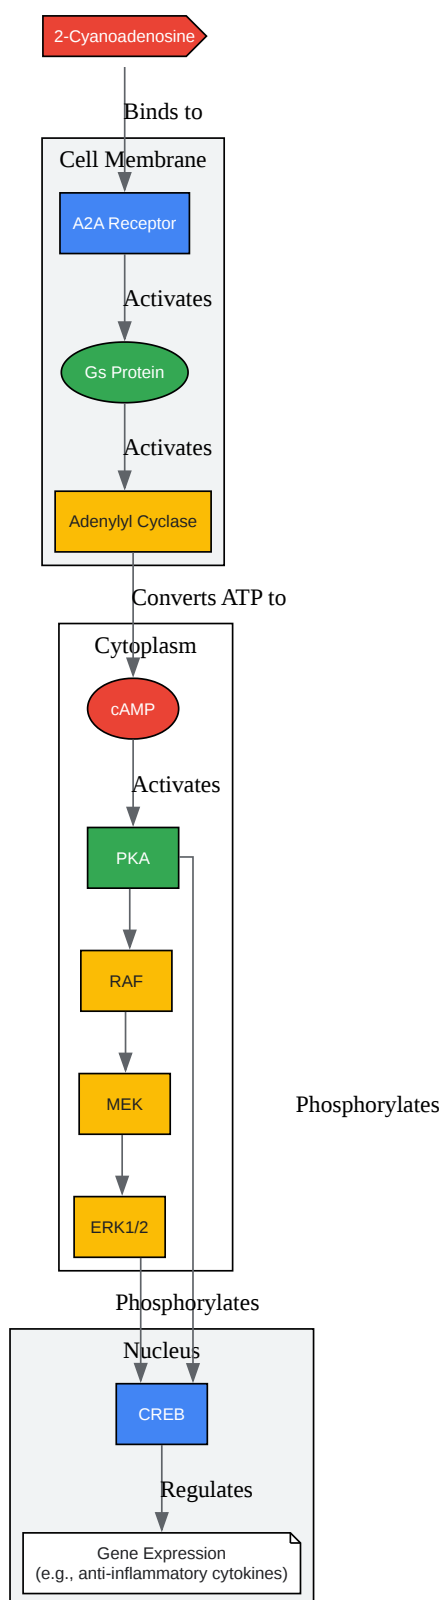 2-Cyanoadenosine
Binds to
Cell Membrane
A2A Receptor
Activates
Gs Protein
Activates
Adenylyl Cyclase
Converts ATP to
Cytoplasm
cAMP
Activates
PKA
RAF
MEK
Phosphorylates
ERK1/2
Phosphorylates
Nucleus
CREB
Regulates
Gene Expression
(e.g., anti-inflammatory cytokines)